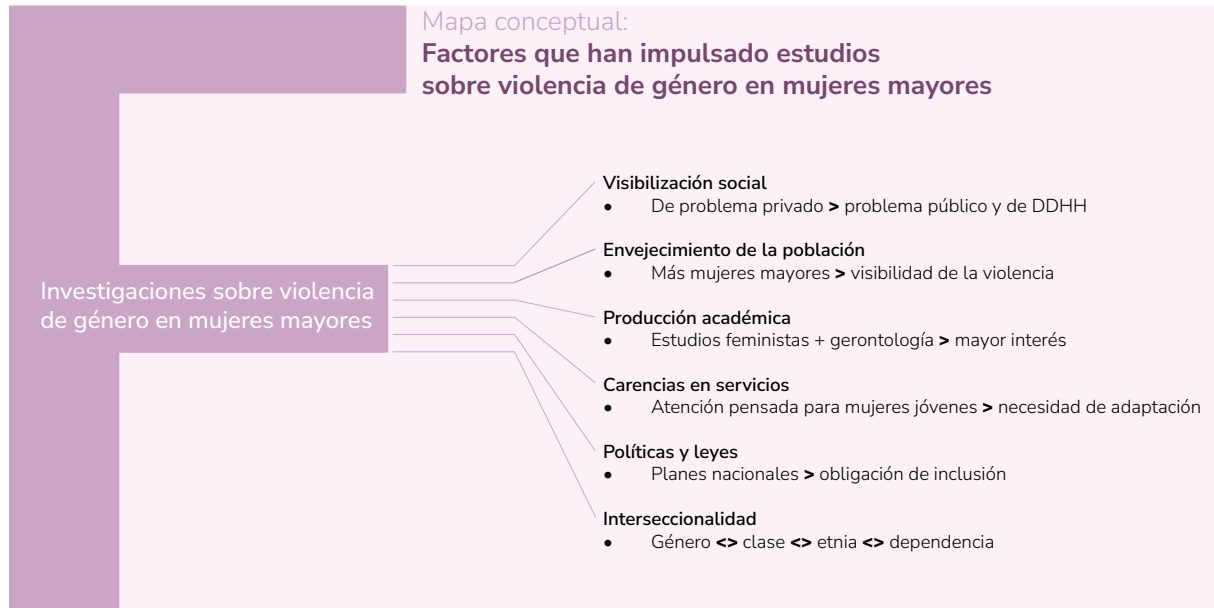 Mapa conceptual:
Factores que han impulsado estudios
sobre violencia de género en mujeres mayores
Investigaciones sobre violencia
de género en mujeres mayores
Visibilización social
• De problema privado > problema público y de DDHH
Envejecimiento de la población
• Más mujeres mayores > visibilidad de la violencia
Producción académica
• Estudios feministas + gerontología > mayor interés
Carencias en servicios
• Atención pensada para mujeres jóvenes > necesidad de adaptación
Políticas y leyes
• Planes nacionales > obligación de inclusión
Interseccionalidad
• Género <> clase <> etnia <> dependencia